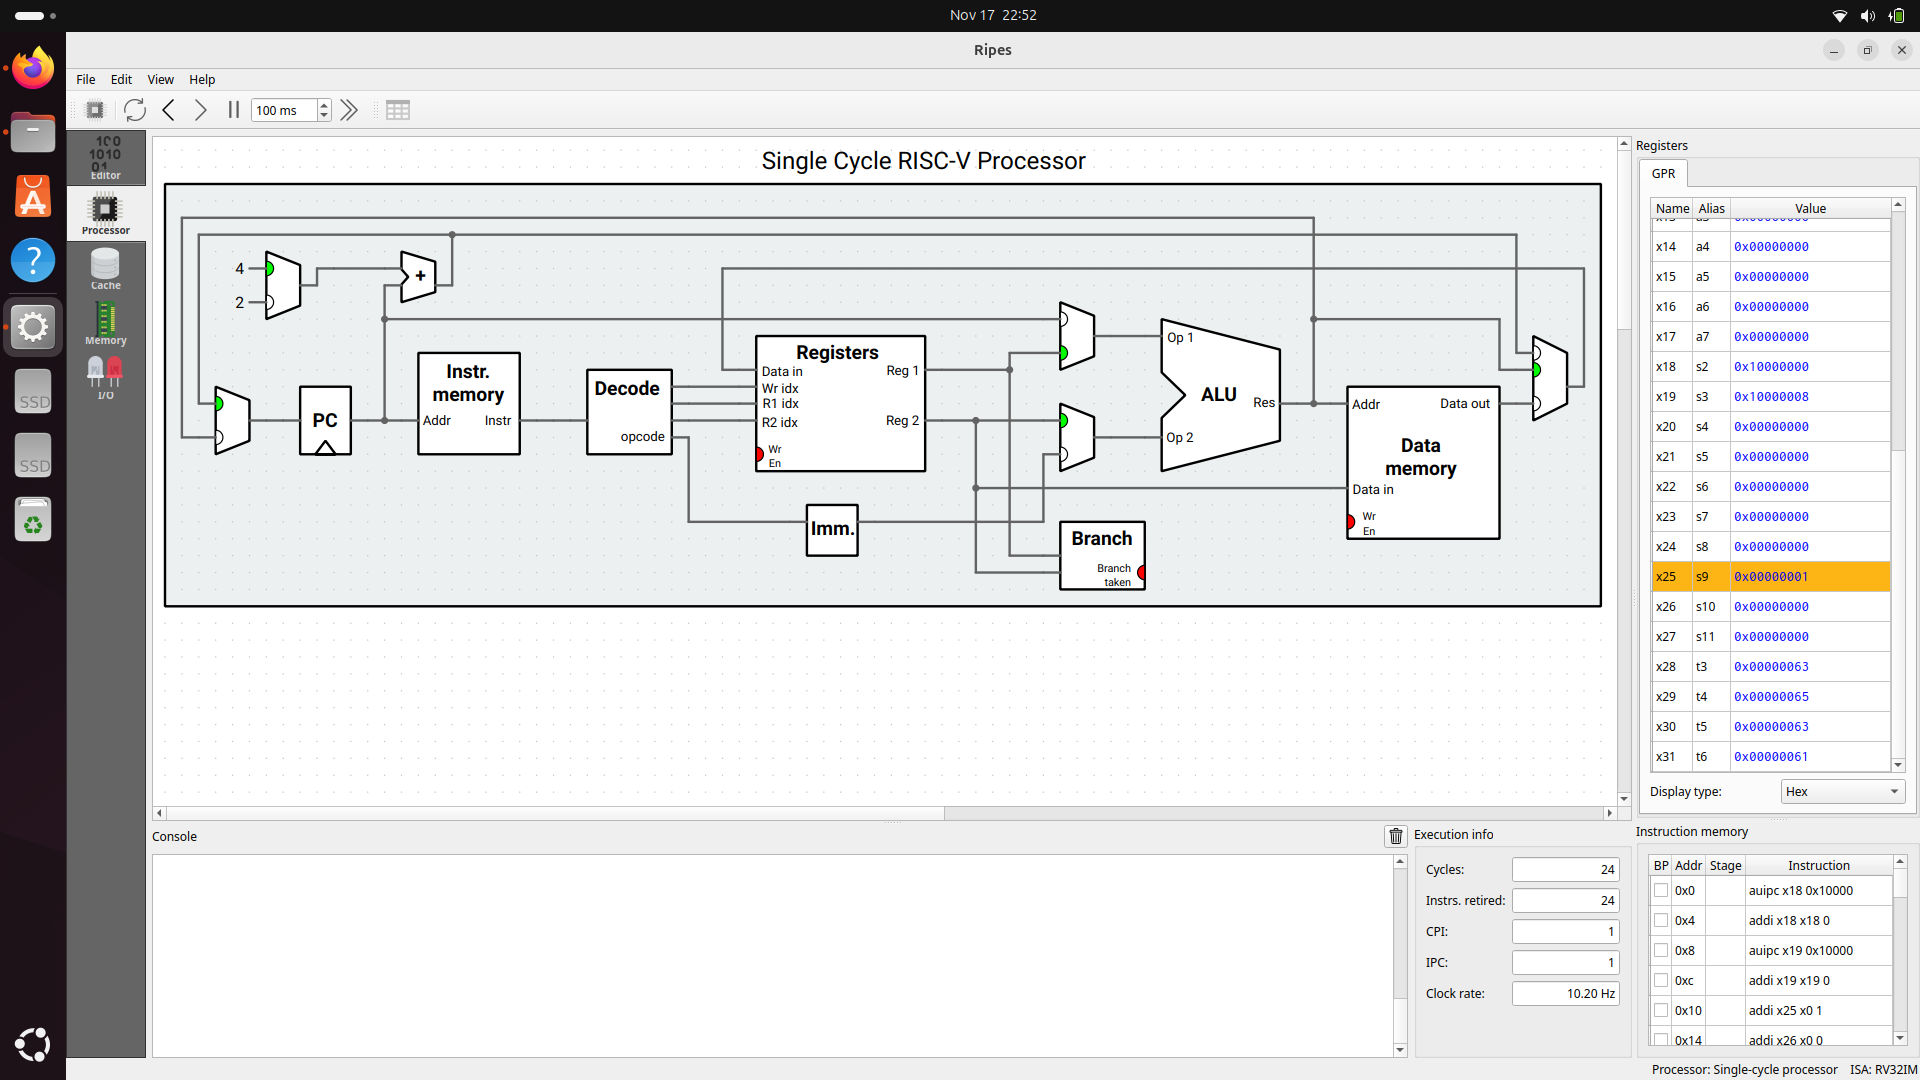 Nov 17 22:52
Ripes
File Edit View Help
100 ms
Editor
Processor
Cache
Memory
I/O
SSD
SSD
Single Cycle RISC-V Processor
4
2
+
PC
Instr. memory
Addr Instr
Decode
opcode
Registers
Data in
Wr idx
R1 idx
R2 idx
Wr En
Reg 1
Reg 2
Imm.
Op 1
Op 2
ALU
Res
Branch
Branch taken
Addr Data out
Data memory
Data in
Wr En
Registers
GPR
Name Alias Value
x14 a4 0x00000000
x15 a5 0x00000000
x16 a6 0x00000000
x17 a7 0x00000000
x18 s2 0x10000000
x19 s3 0x10000008
x20 s4 0x00000000
x21 s5 0x00000000
x22 s6 0x00000000
x23 s7 0x00000000
x24 s8 0x00000000
x25 s9 0x00000001
x26 s10 0x00000000
x27 s11 0x00000000
x28 t3 0x00000063
x29 t4 0x00000065
x30 t5 0x00000063
x31 t6 0x00000061
Display type: Hex
Console
Execution info
Cycles: 24
Instrs. retired: 24
CPI: 1
IPC: 1
Clock rate: 10.20 Hz
Instruction memory
BP Addr Stage Instruction
0x0 auipc x18 0x10000
0x4 addi x18 x18 0
0x8 auipc x19 0x10000
0xc addi x19 x19 0
0x10 addi x25 x0 1
0x14 addi x26 x0 0
Processor: Single-cycle processor ISA: RV32IM